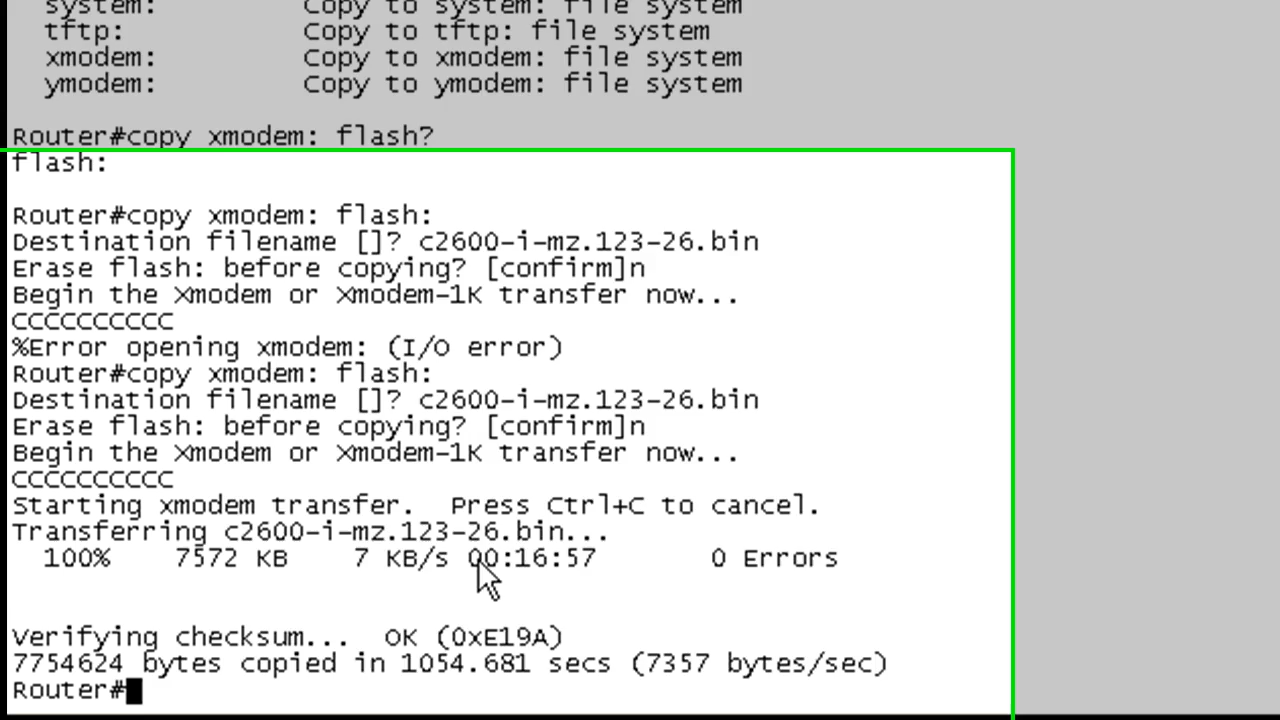 system: Copy to system: file system
tftp: Copy to tftp: file system
xmodem: Copy to xmodem: file system
ymodem: Copy to ymodem: file system
Router#copy xmodem: flash?
flash:
Router#copy xmodem: flash:
Destination filename []? c2600-i-mz.123-26.bin
Erase flash: before copying? [confirm]n
Begin the Xmodem or Xmodem-1K transfer now...
CCCCCCCCCC
%Error opening xmodem: (I/O error)
Router#copy xmodem: flash:
Destination filename []? c2600-i-mz.123-26.bin
Erase flash: before copying? [confirm]n
Begin the Xmodem or Xmodem-1K transfer now...
CCCCCCCCCC
Starting xmodem transfer.  Press Ctrl+C to cancel.
Transferring c2600-i-mz.123-26.bin...
100% 7572 KB 7 KB/s 00:16:57 0 Errors
Verifying checksum...  OK (0xE19A)
7754624 bytes copied in 1054.681 secs (7357 bytes/sec)
Router#